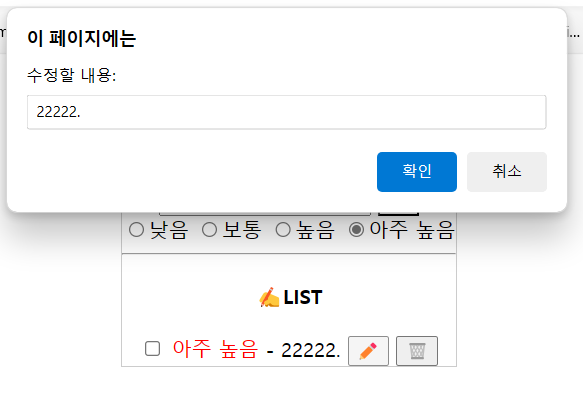 이 페이지에는
수정할 내용:
22222.
확인 취소
낮음 보통 높음 아주 높음
✍LIST
아주 높음 - 22222.